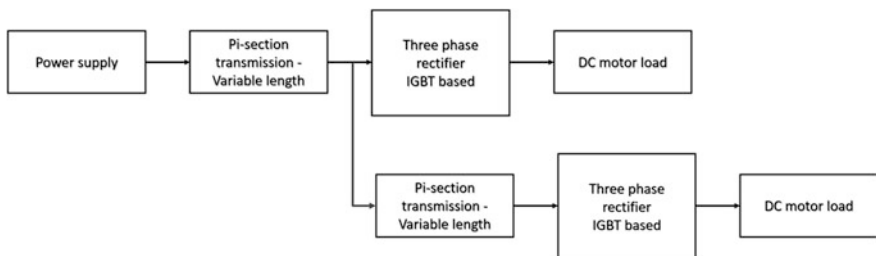 Power supply
Pi-section
transmission -
Variable length
Three phase
rectifier
IGBT based
DC motor load
Pi-section
transmission -
Variable length
Three phase
rectifier
IGBT based
DC motor load